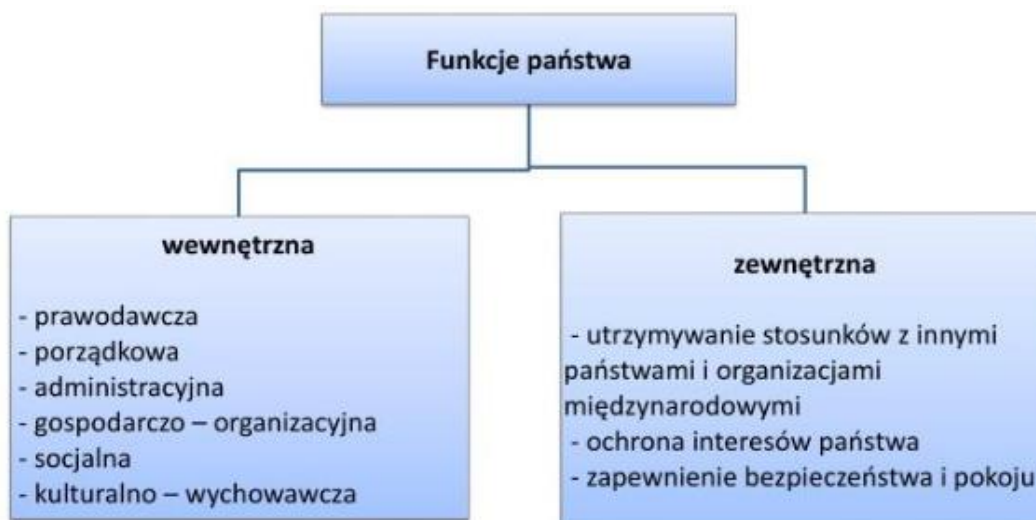 Funkcje państwa
wewnętrzna
- prawodawcza
- porządkowa
- administracyjna
- gospodarczo – organizacyjna
- socjalna
- kulturalno – wychowawcza
zewnętrzna
- utrzymywanie stosunków z innymi
państwami i organizacjami
międzynarodowymi
- ochrona interesów państwa
- zapewnienie bezpieczeństwa i pokoju